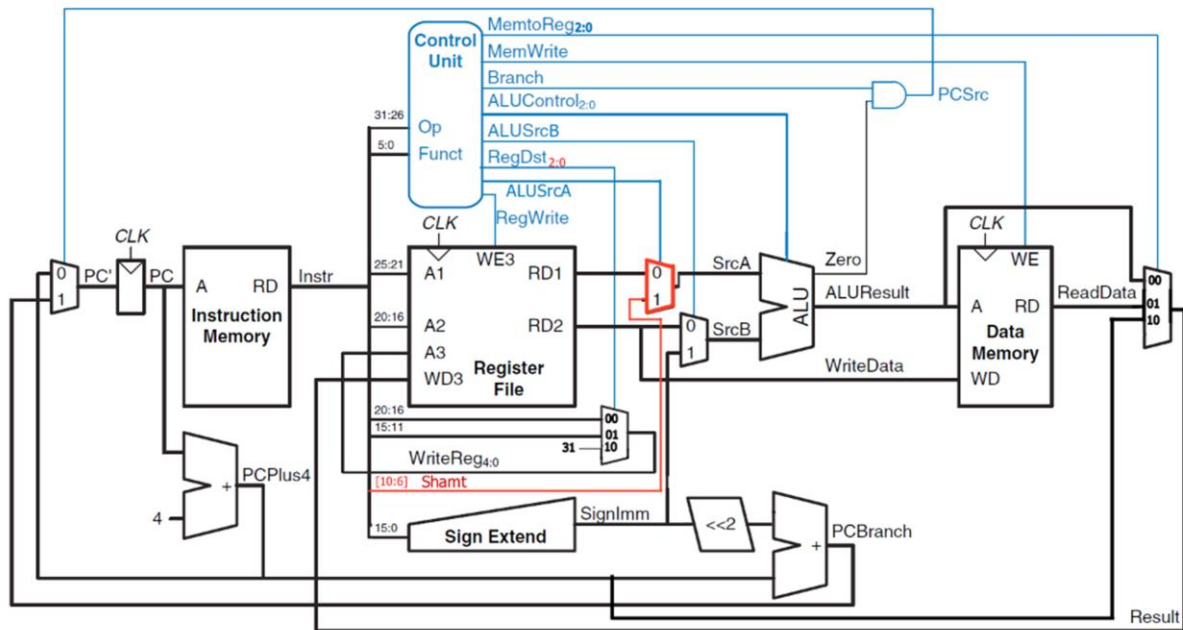 MemtoReg2:0
Control
Unit
MemWrite
Branch
ALUControl2:0
PCSrc
31:26
Op
ALUSrcB
5:0
Funct
RegDst2:0
ALUSrcA
RegWrite
CLK
CLK
CLK
0
1
PC'
PC
A
RD
Instruction
Memory
Instr
25:21
A1
WE3
RD1
0
1
SrcA
Zero
ALU
ALUResult
WE
A
RD
ReadData
00
01
10
20:16
A2
RD2
0
1
SrcB
A3
WD3
Register
File
Data
Memory
WriteData
WD
20:16
00
15:11
01
31
10
WriteReg4:0
PCPlus4
+
4
[10:6]
Shamt
SignImm
15:0
Sign Extend
<<2
+
PCBranch
Result